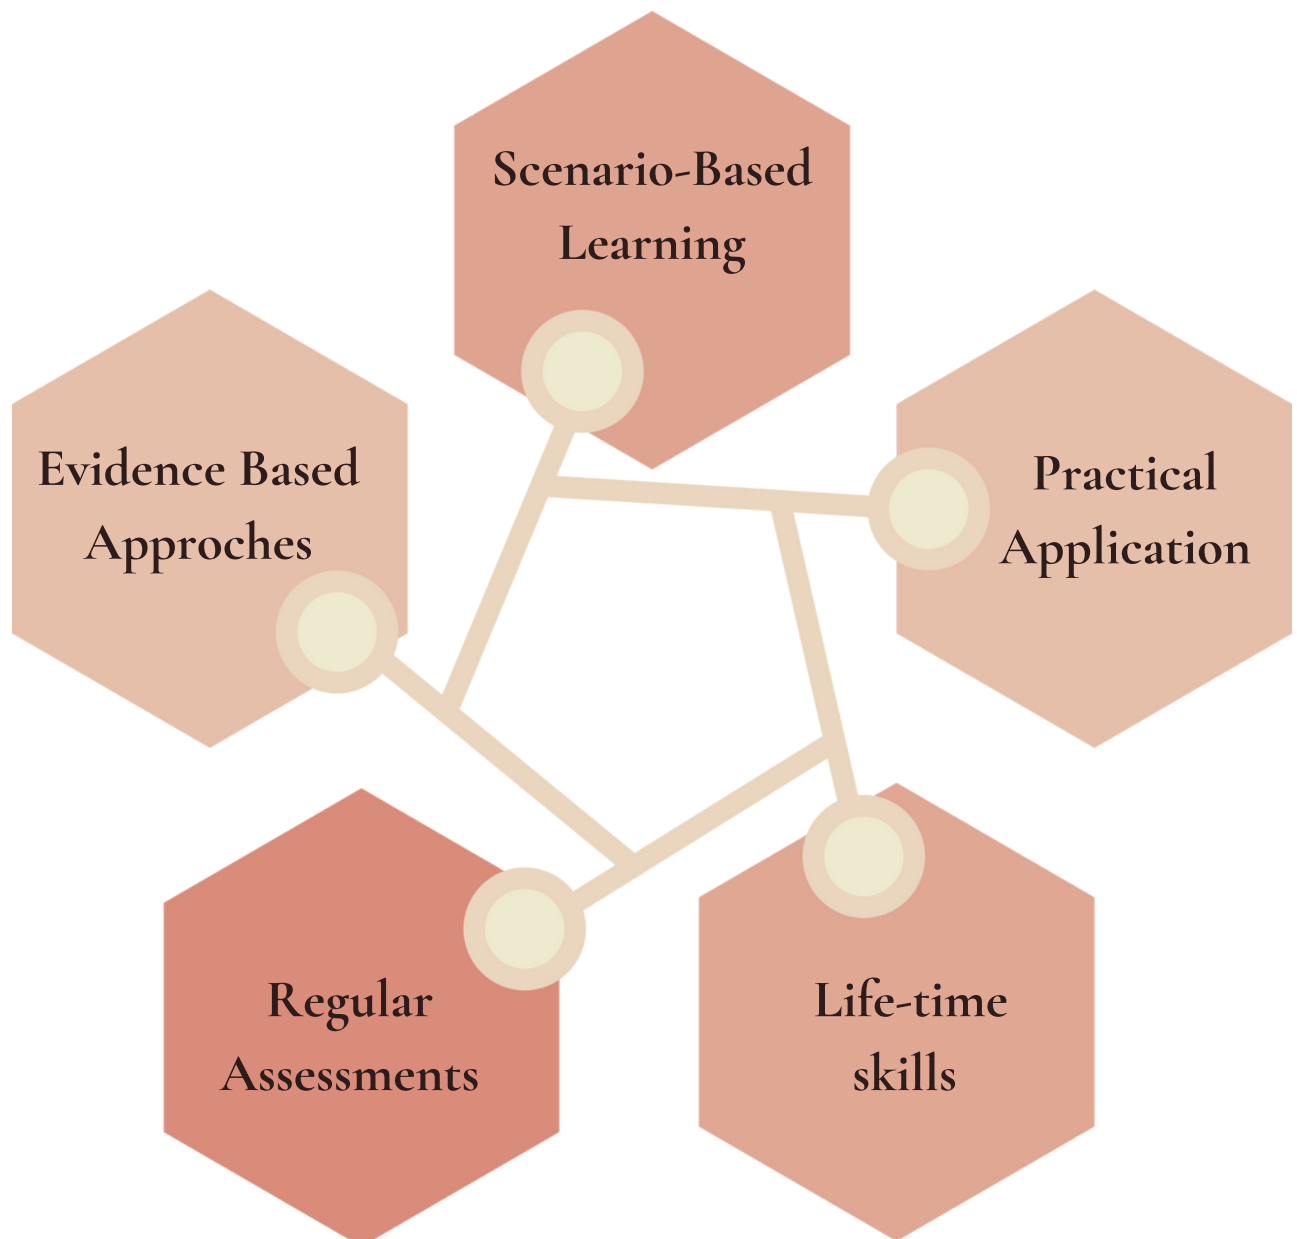 Scenario-Based
Learning
Evidence Based
Approches
Practical
Application
Regular
Assessments
Life-time
skills